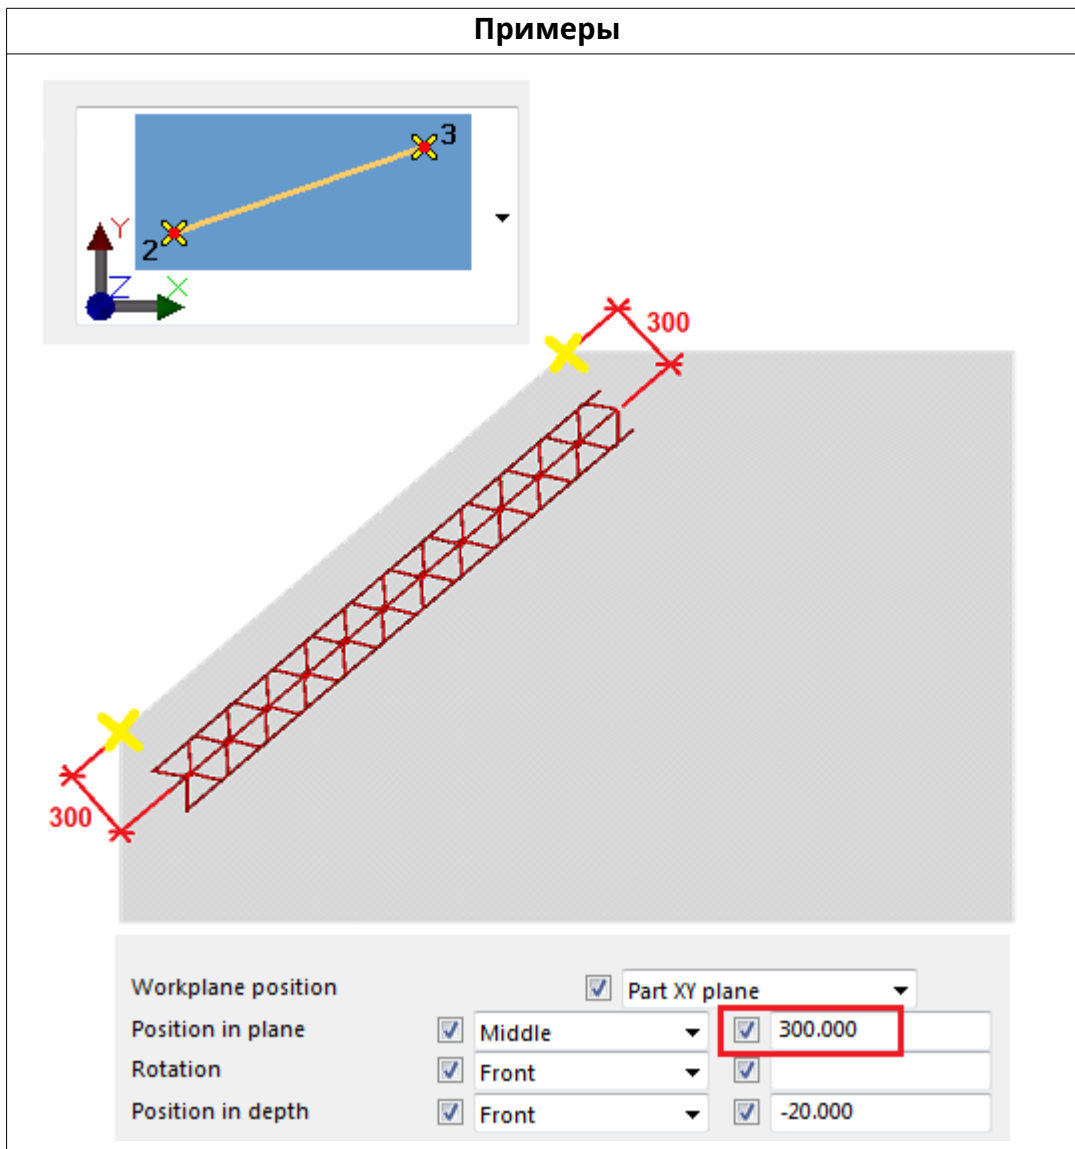 Примеры
3
Y
2
Z X
300
300
Workplane position Part XY plane
Position in plane Middle 300.000
Rotation Front
Position in depth Front -20.000